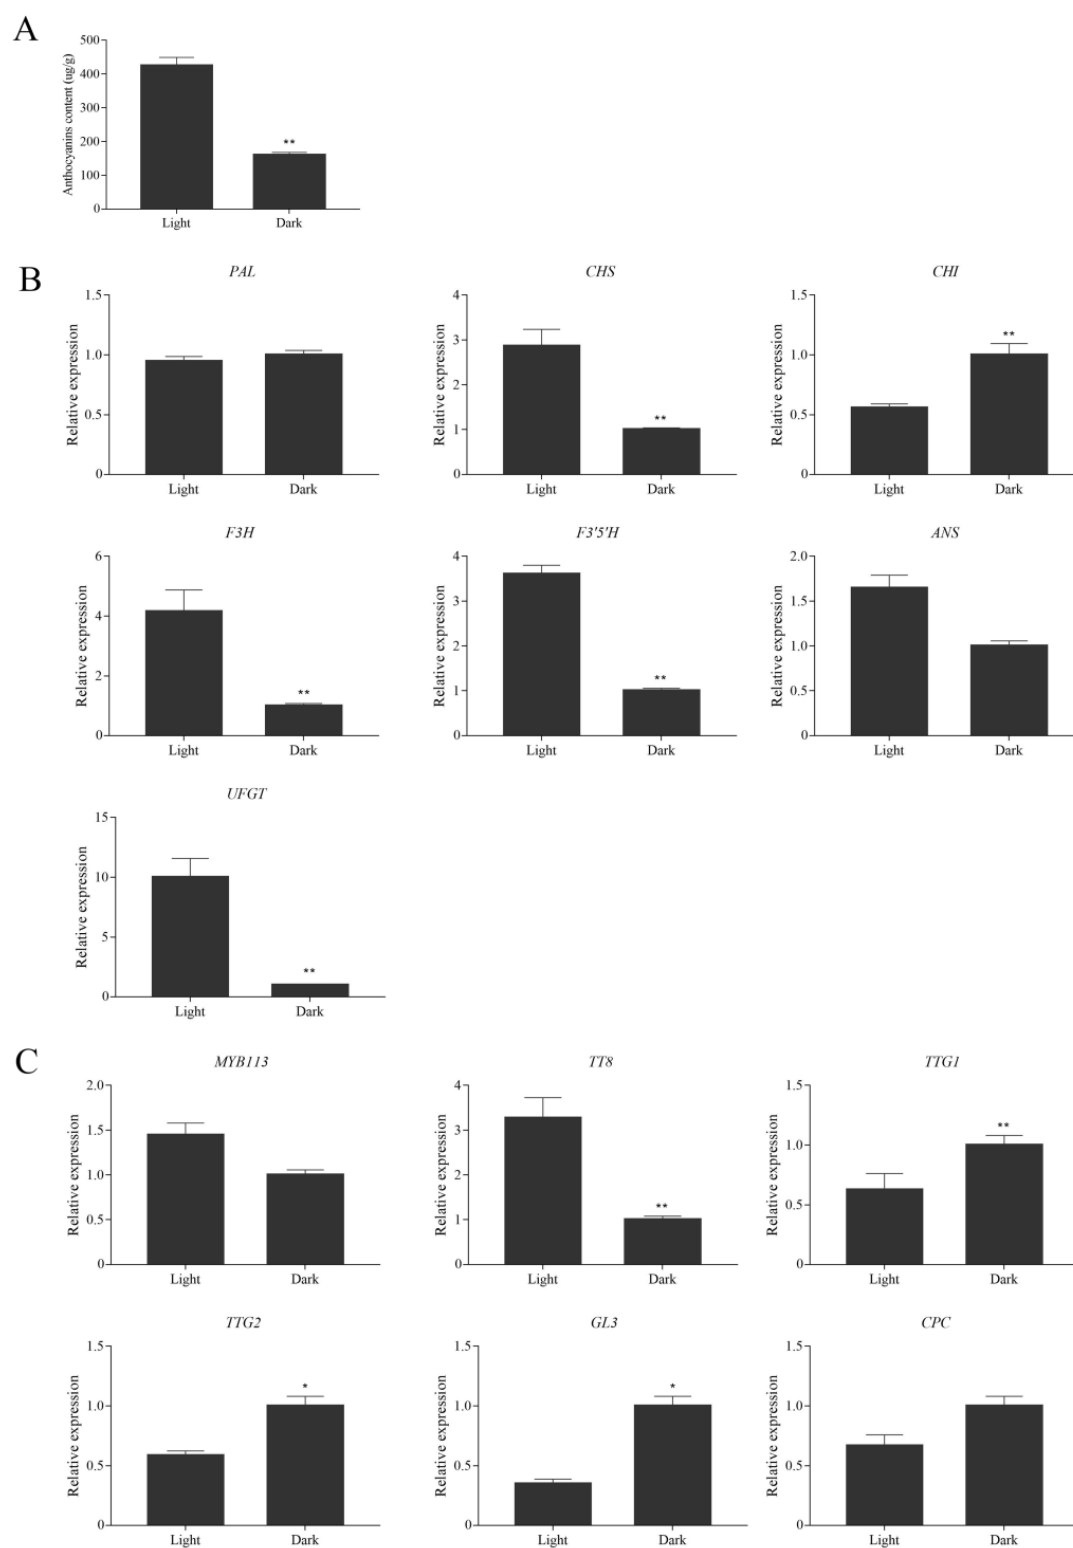 A
Anthocyanins content (ug/g)
500
400
300
200
100
0
**
Light Dark
B
PAL
Relative expression
1.5
1.0
0.5
0
Light Dark
CHS
Relative expression
4
3
2
1
0
**
Light Dark
CHI
Relative expression
1.5
1.0
0.5
0
**
Light Dark
F3H
Relative expression
6
4
2
0
**
Light Dark
F3'5'H
Relative expression
4
3
2
1
0
**
Light Dark
ANS
Relative expression
2.0
1.5
1.0
0.5
0
Light Dark
UFGT
Relative expression
15
10
5
0
**
Light Dark
C
MYB113
Relative expression
2.0
1.5
1.0
0.5
0
Light Dark
TT8
Relative expression
4
3
2
1
0
**
Light Dark
TTG1
Relative expression
1.5
1.0
0.5
0
**
Light Dark
TTG2
Relative expression
1.5
1.0
0.5
0
*
Light Dark
GL3
Relative expression
1.5
1.0
0.5
0
*
Light Dark
CPC
Relative expression
1.5
1.0
0.5
0
Light Dark